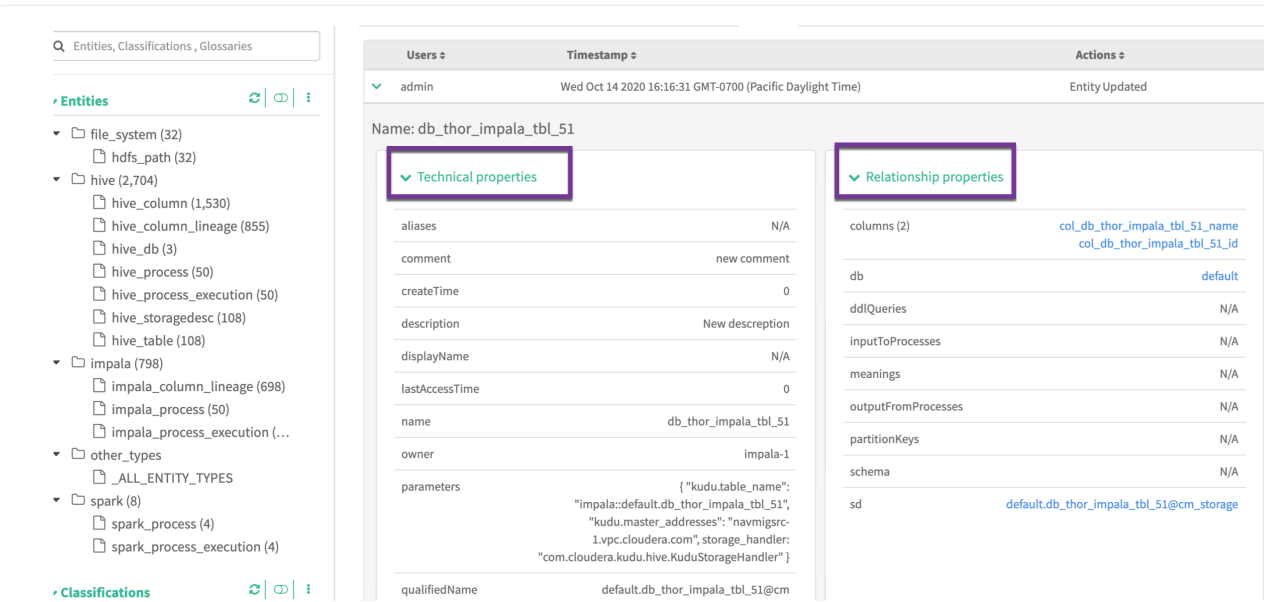 Entities, Classifications , Glossaries
Entities
file_system (32)
hdfs_path (32)
hive (2,704)
hive_column (1,530)
hive_column_lineage (855)
hive_db (3)
hive_process (50)
hive_process_execution (50)
hive_storagedesc (108)
hive_table (108)
impala (798)
impala_column_lineage (698)
impala_process (50)
impala_process_execution (...
other_types
_ALL_ENTITY_TYPES
spark (8)
spark_process (4)
spark_process_execution (4)
Classifications
Users Timestamp Actions
admin Wed Oct 14 2020 16:16:31 GMT-0700 (Pacific Daylight Time) Entity Updated
Name: db_thor_impala_tbl_51
Technical properties
aliases N/A
comment new comment
createTime 0
description New descreption
displayName N/A
lastAccessTime 0
name db_thor_impala_tbl_51
owner impala-1
parameters { "kudu.table_name":
"impala::default.db_thor_impala_tbl_51",
"kudu.master_addresses": "navmigsrc-
1.vpc.cloudera.com", storage_handler:
"com.cloudera.kudu.hive.KuduStorageHandler" }
qualifiedName default.db_thor_impala_tbl_51@cm
Relationship properties
columns (2) col_db_thor_impala_tbl_51_name
col_db_thor_impala_tbl_51_id
db default
ddlQueries N/A
inputToProcesses N/A
meanings N/A
outputFromProcesses N/A
partitionKeys N/A
schema N/A
sd default.db_thor_impala_tbl_51@cm_storage